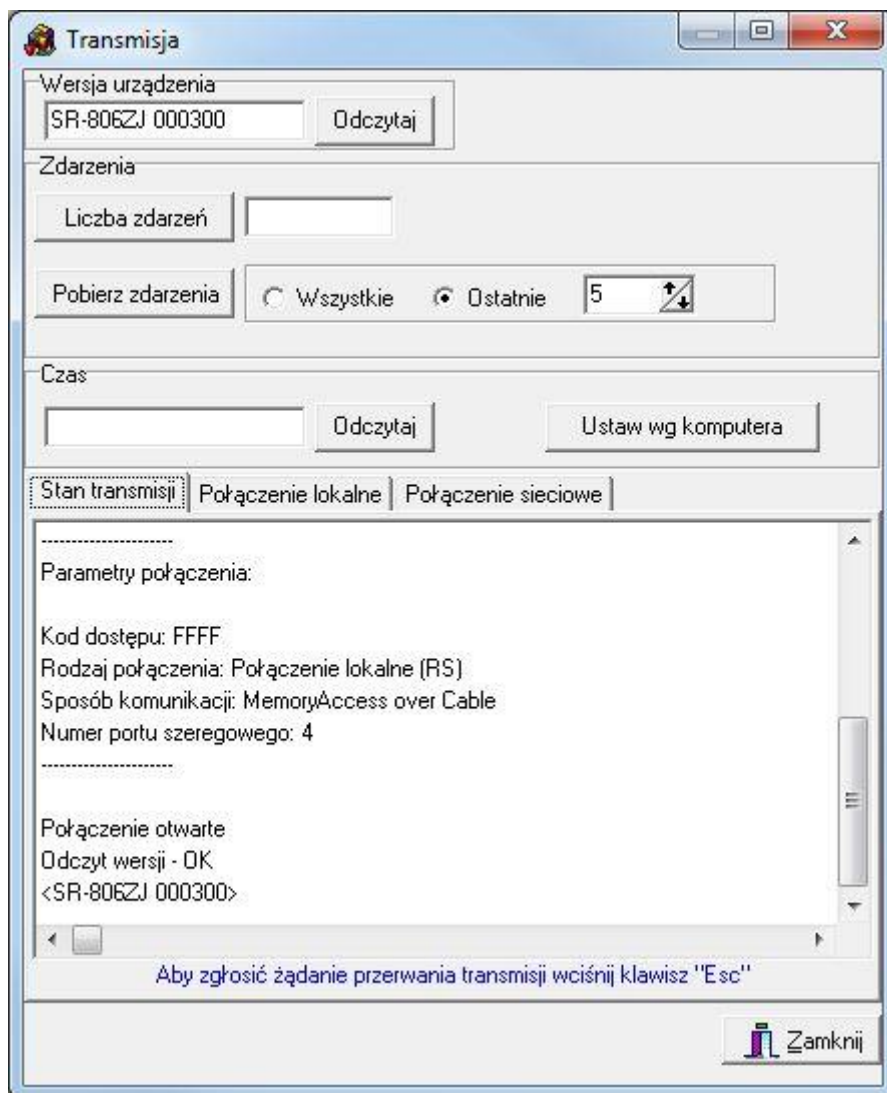 Transmisja
Wersja urządzenia
SR-806ZJ 000300 Odczytaj
Zdarzenia
Liczba zdarzeń
Pobierz zdarzenia Wszystkie Ostatnie 5
Czas
Odczytaj Ustaw wg komputera
Stan transmisji Połączenie lokalne Połączenie sieciowe
---------------------
Parametry połączenia:
Kod dostępu: FFFF
Rodzaj połączenia: Połączenie lokalne (RS)
Sposób komunikacji: MemoryAccess over Cable
Numer portu szeregowego: 4
---------------------
Połączenie otwarte
Odczyt wersji - OK
<SR-806ZJ 000300>
Aby zgłosić żądanie przerwania transmisji wciśnij klawisz "Esc"
Zamknij